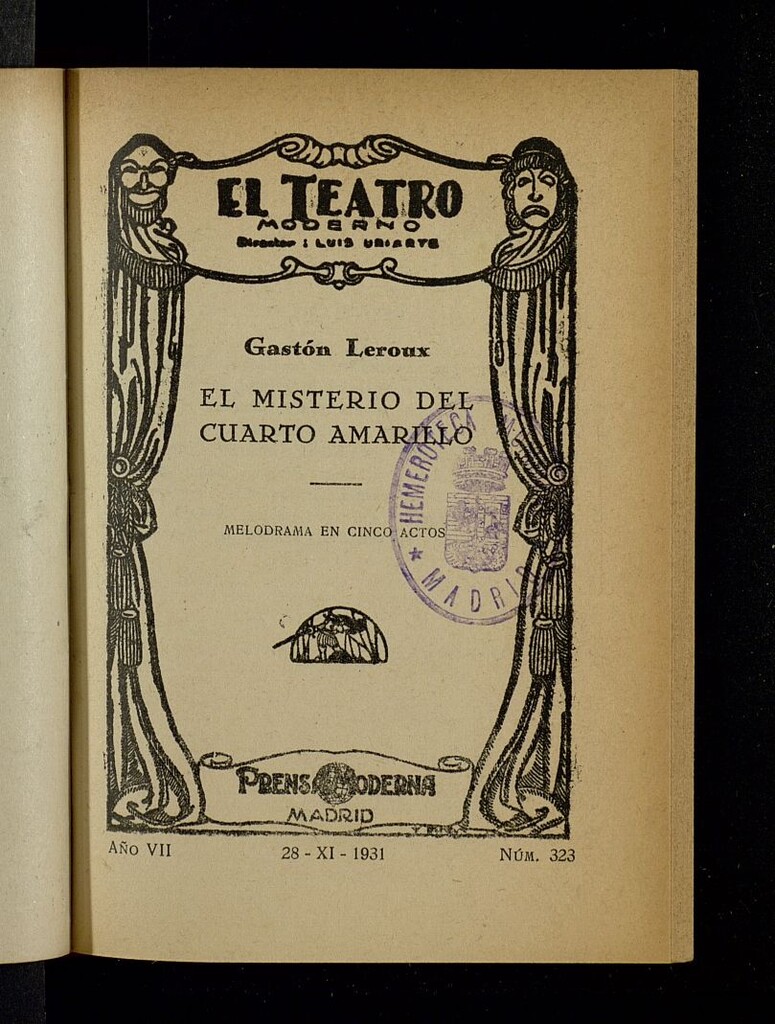 EL TEATRO
MODERNO
Director : LUIS URIARTE
Gastón Leroux
EL MISTERIO DEL
CUARTO AMARILLO
MELODRAMA EN CINCO ACTOS
HEMEROTECA
★ MADRID
PRENSA MODERNA
MADRID
AÑO VII 28 - XI - 1931 NÚM. 323